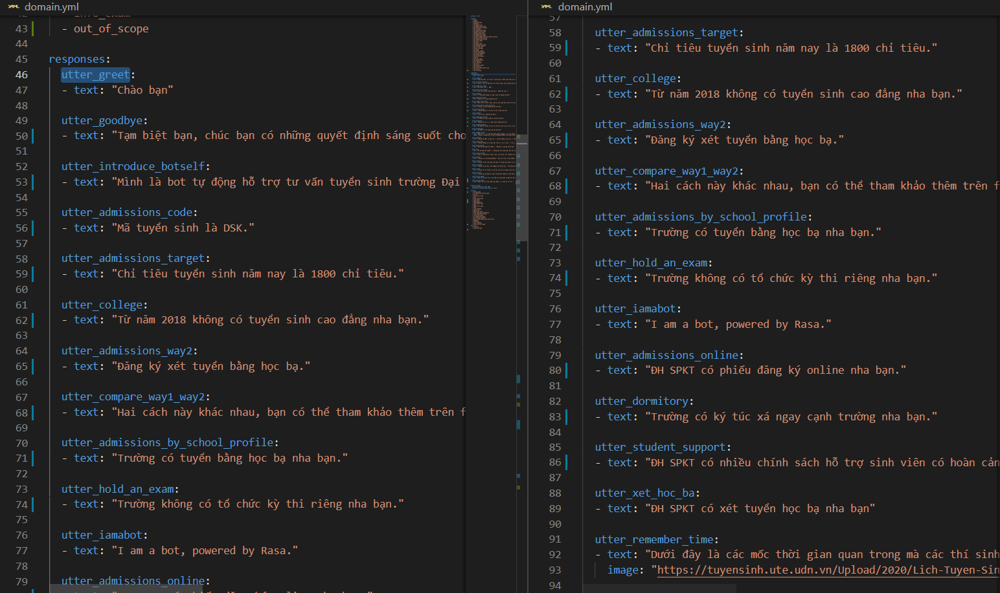 domain.yml
43 - out_of_scope
44
45 responses:
46 utter_greet:
47 - text: "Chào bạn"
48
49 utter_goodbye:
50 - text: "Tạm biệt bạn, chúc bạn có những quyết định sáng suốt cho
51
52 utter_introduce_botself:
53 - text: "Mình là bot tự động hỗ trợ tư vấn tuyển sinh trường Đại
54
55 utter_admissions_code:
56 - text: "Mã tuyển sinh là DSK."
57
58 utter_admissions_target:
59 - text: "Chỉ tiêu tuyển sinh năm nay là 1800 chỉ tiêu."
60
61 utter_college:
62 - text: "Từ năm 2018 không có tuyển sinh cao đẳng nha bạn."
63
64 utter_admissions_way2:
65 - text: "Đăng ký xét tuyển bằng học bạ."
66
67 utter_compare_way1_way2:
68 - text: "Hai cách này khác nhau, bạn có thể tham khảo thêm trên f
69
70 utter_admissions_by_school_profile:
71 - text: "Trường có tuyển bằng học bạ nha bạn."
72
73 utter_hold_an_exam:
74 - text: "Trường không có tổ chức kỳ thi riêng nha bạn."
75
76 utter_iamabot:
77 - text: "I am a bot, powered by Rasa."
78
79 utter_admissions_online:
domain.yml
57
58 utter_admissions_target:
59 - text: "Chỉ tiêu tuyển sinh năm nay là 1800 chỉ tiêu."
60
61 utter_college:
62 - text: "Từ năm 2018 không có tuyển sinh cao đẳng nha bạn."
63
64 utter_admissions_way2:
65 - text: "Đăng ký xét tuyển bằng học bạ."
66
67 utter_compare_way1_way2:
68 - text: "Hai cách này khác nhau, bạn có thể tham khảo thêm trên f
69
70 utter_admissions_by_school_profile:
71 - text: "Trường có tuyển bằng học bạ nha bạn."
72
73 utter_hold_an_exam:
74 - text: "Trường không có tổ chức kỳ thi riêng nha bạn."
75
76 utter_iamabot:
77 - text: "I am a bot, powered by Rasa."
78
79 utter_admissions_online:
80 - text: "ĐH SPKT có phiếu đăng ký online nha bạn."
81
82 utter_dormitory:
83 - text: "Trường có ký túc xá ngay cạnh trường nha bạn."
84
85 utter_student_support:
86 - text: "ĐH SPKT có nhiều chính sách hỗ trợ sinh viên có hoàn cản
87
88 utter_xet_hoc_ba:
89 - text: "ĐH SPKT có xét tuyển học bạ nha bạn"
90
91 utter_remember_time:
92 - text: "Dưới đây là các mốc thời gian quan trong mà các thí sinh
93 image: "https://tuyensinh.ute.udn.vn/Upload/2020/Lich-Tuyen-Sin
94